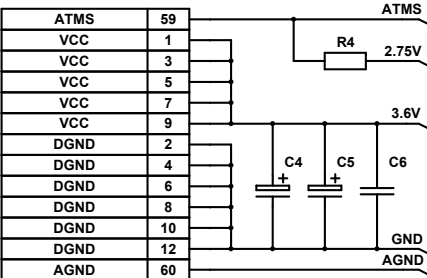 ATMS
ATMS 59
R4
2.75V
VCC 1
VCC 3
VCC 5
VCC 7
VCC 9
3.6V
DGND 2
DGND 4
C4 C5 C6
+ +
DGND 6
DGND 8
DGND 10
DGND 12
GND
AGND 60
AGND